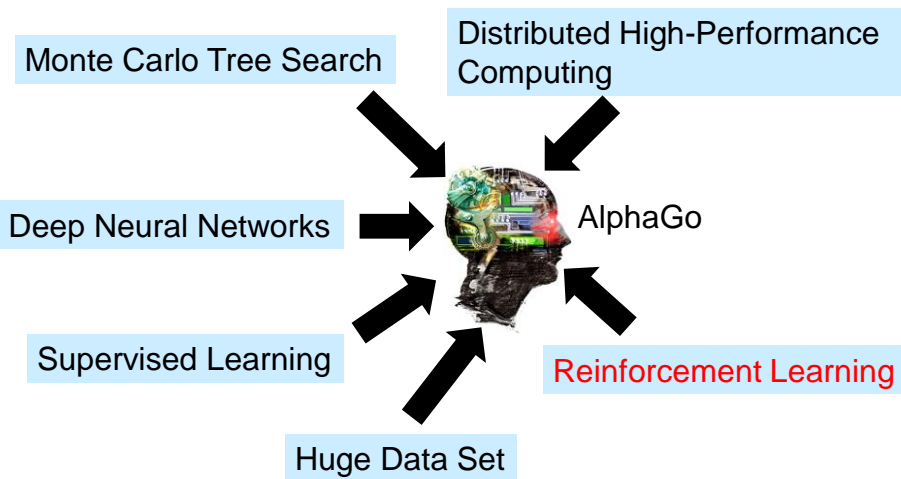 Monte Carlo Tree Search
Distributed High-Performance
Computing
Deep Neural Networks
AlphaGo
Supervised Learning
Reinforcement Learning
Huge Data Set